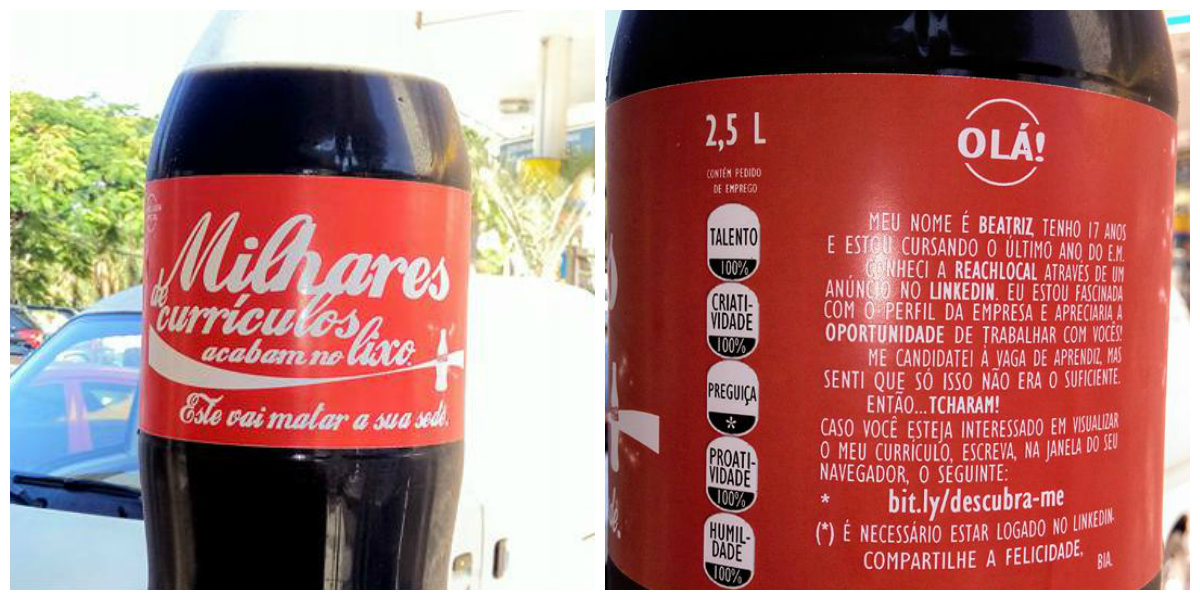 Milhares
de
currículos
acabam no lixo.
Este vai matar a sua sede.
2,5 L
CONTÉM PEDIDO
DE EMPREGO
TALENTO
100%
CRIATI-
VIDADE
100%
PREGUIÇA
*
PROATI-
VIDADE
100%
HUMIL-
DADE
100%
OLÁ!
MEU NOME É BEATRIZ, TENHO 17 ANOS
E ESTOU CURSANDO O ÚLTIMO ANO DO E.M.
CONHECI A REACHLOCAL ATRAVÉS DE UM
ANÚNCIO NO LINKEDIN. EU ESTOU FASCINADA
COM O PERFIL DA EMPRESA E APRECIARIA A
OPORTUNIDADE DE TRABALHAR COM VOCÊS!
ME CANDIDATEI À VAGA DE APRENDIZ, MAS
SENTI QUE SÓ ISSO NÃO ERA O SUFICIENTE.
ENTÃO...TCHARAM!
CASO VOCÊ ESTEJA INTERESSADO EM VISUALIZAR
O MEU CURRÍCULO, ESCREVA, NA JANELA DO SEU
NAVEGADOR, O SEGUINTE:
* bit.ly/descubra-me
(*) É NECESSÁRIO ESTAR LOGADO NO LINKEDIN.
COMPARTILHE A FELICIDADE,
BIA.